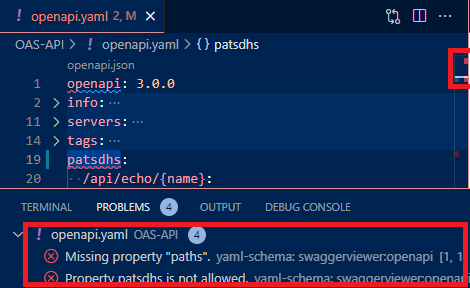 ! openapi.yaml 2, M ×
OAS-API > ! openapi.yaml > {} patsdhs
openapi.json
1 openapi: 3.0.0
2 > info: ···
11 > servers: ···
14 > tags: ···
19 patsdhs:
20 /api/echo/{name}:
TERMINAL PROBLEMS 4 OUTPUT DEBUG CONSOLE
! openapi.yaml OAS-API 4
Missing property "paths". yaml-schema: swaggerviewer:openapi [1, 1
Property patsdhs is not allowed. yaml-schema: swaggerviewer:openapi